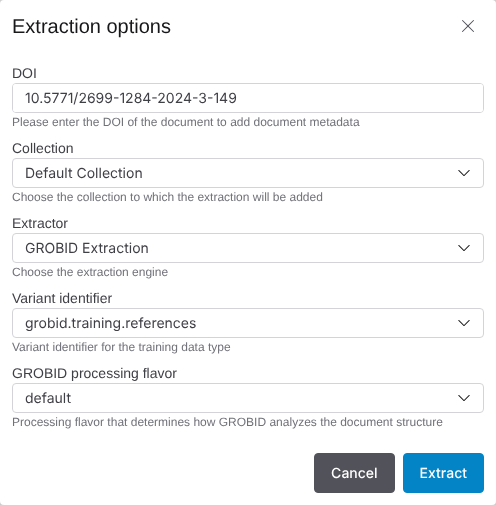 Extraction options
DOI
10.5771/2699-1284-2024-3-149
Please enter the DOI of the document to add document metadata
Collection
Default Collection
Choose the collection to which the extraction will be added
Extractor
GROBID Extraction
Choose the extraction engine
Variant identifier
grobid.training.references
Variant identifier for the training data type
GROBID processing flavor
default
Processing flavor that determines how GROBID analyzes the document structure
Cancel Extract